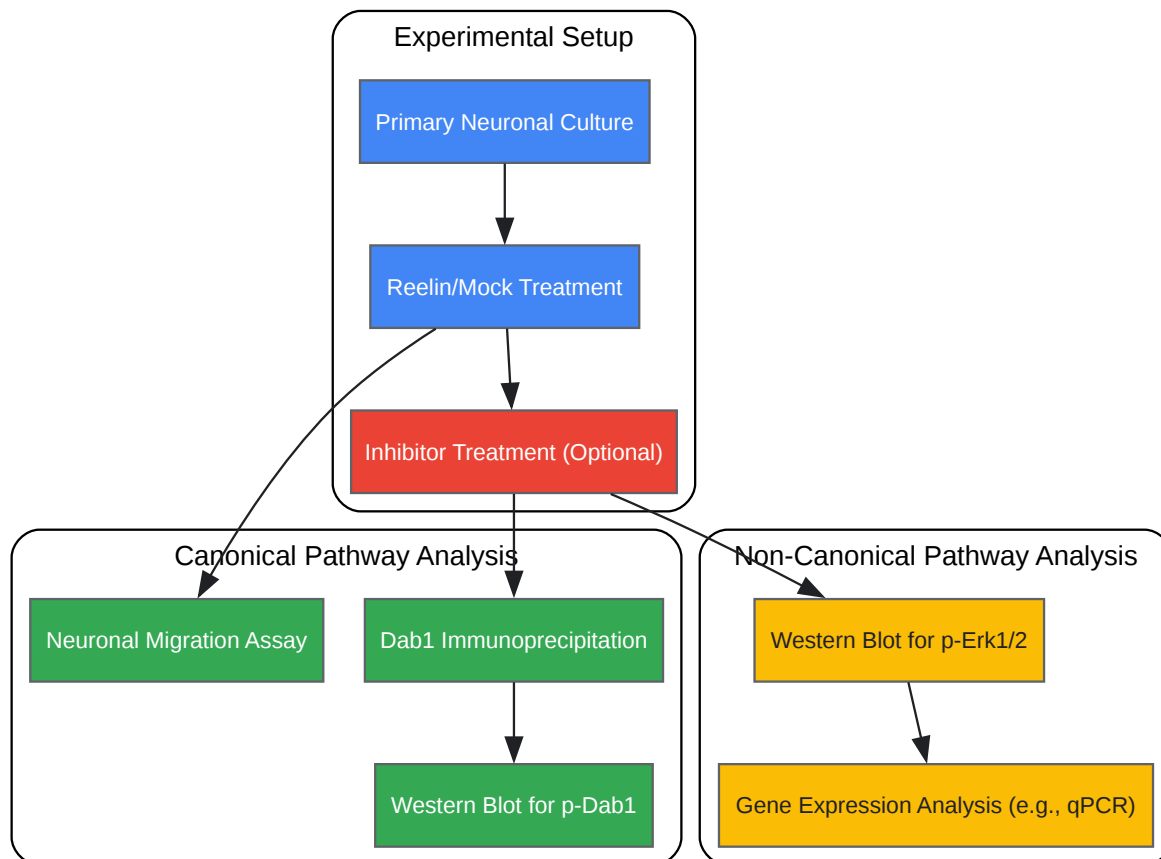 Experimental Setup
Primary Neuronal Culture
Reelin/Mock Treatment
Inhibitor Treatment (Optional)
Canonical Pathway Analysis
Neuronal Migration Assay
Dab1 Immunoprecipitation
Western Blot for p-Dab1
Non-Canonical Pathway Analysis
Western Blot for p-Erk1/2
Gene Expression Analysis (e.g., qPCR)